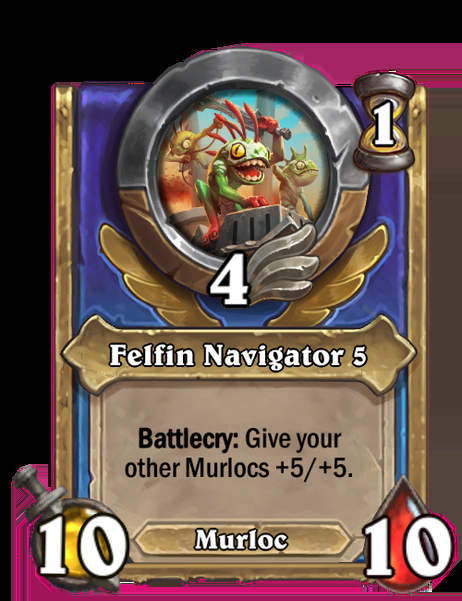 1
4
Felfin Navigator 5
Battlecry: Give your
other Murlocs +5/+5.
10
Murloc
10